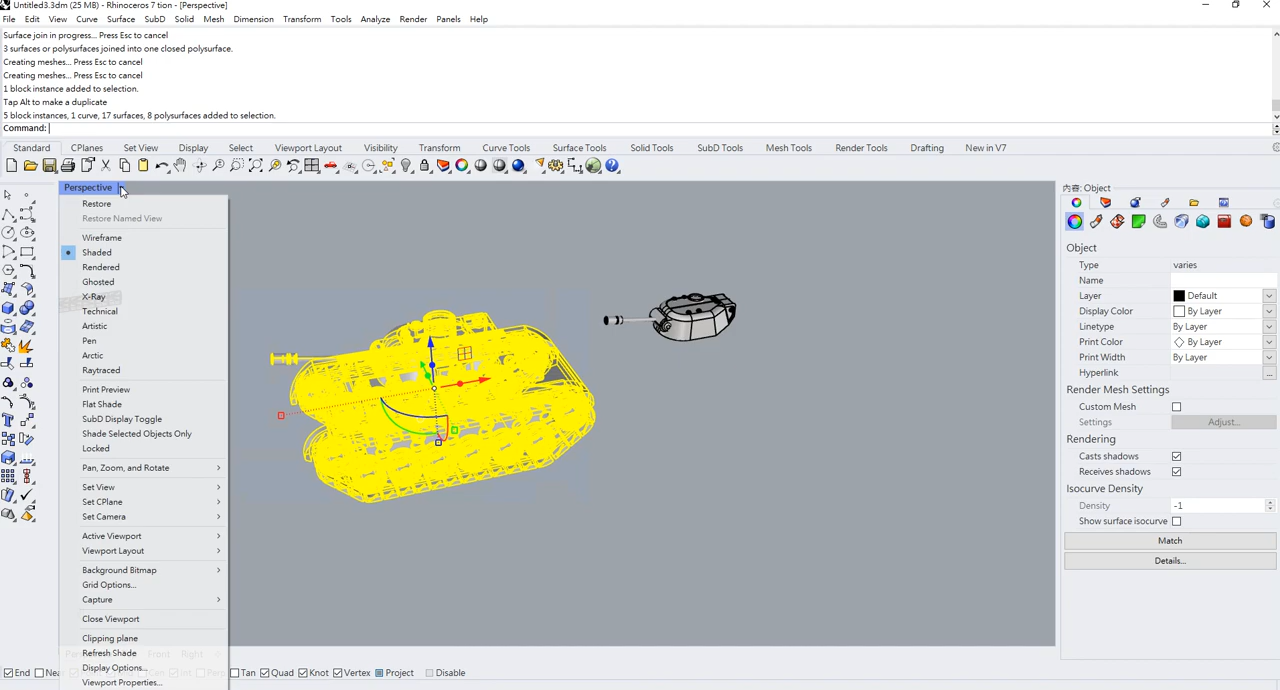 Untitled3.3dm (25 MB) - Rhinoceros 7 tion - [Perspective]
File Edit View Curve Surface SubD Solid Mesh Dimension Transform Tools Analyze Render Panels Help
Surface join in progress... Press Esc to cancel
3 surfaces or polysurfaces joined into one closed polysurface.
Creating meshes... Press Esc to cancel
Creating meshes... Press Esc to cancel
1 block instance added to selection.
Tap Alt to make a duplicate
5 block instances, 1 curve, 17 surfaces, 8 polysurfaces added to selection.
Command:
Standard CPlanes Set View Display Select Viewport Layout Visibility Transform Curve Tools Surface Tools Solid Tools SubD Tools Mesh Tools Render Tools Drafting New in V7
Perspective
Restore
Restore Named View
Wireframe
Shaded
Rendered
Ghosted
X-Ray
Technical
Artistic
Pen
Arctic
Raytraced
Print Preview
Flat Shade
SubD Display Toggle
Shade Selected Objects Only
Locked
Pan, Zoom, and Rotate
Set View
Set CPlane
Set Camera
Active Viewport
Viewport Layout
Background Bitmap
Grid Options...
Capture
Close Viewport
Clipping plane
Refresh Shade
Display Options...
Viewport Properties...
Front Right
End Nea Tan Quad Knot Vertex Project Disable
内容: Object
Object
Type varies
Name
Layer Default
Display Color By Layer
Linetype By Layer
Print Color By Layer
Print Width By Layer
Hyperlink ...
Render Mesh Settings
Custom Mesh
Settings Adjust...
Rendering
Casts shadows
Receives shadows
Isocurve Density
Density -1
Show surface isocurve
Match
Details...